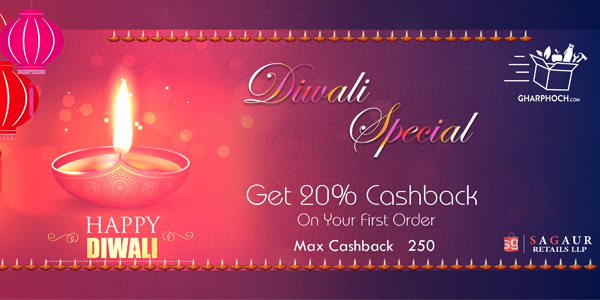 Diwali
Special
GHARPHOCH.COM
Get 20% Cashback
On Your First Order
Max Cashback 250
HAPPY
DIWALI
SG
SAGAUR
RETAILS LLP